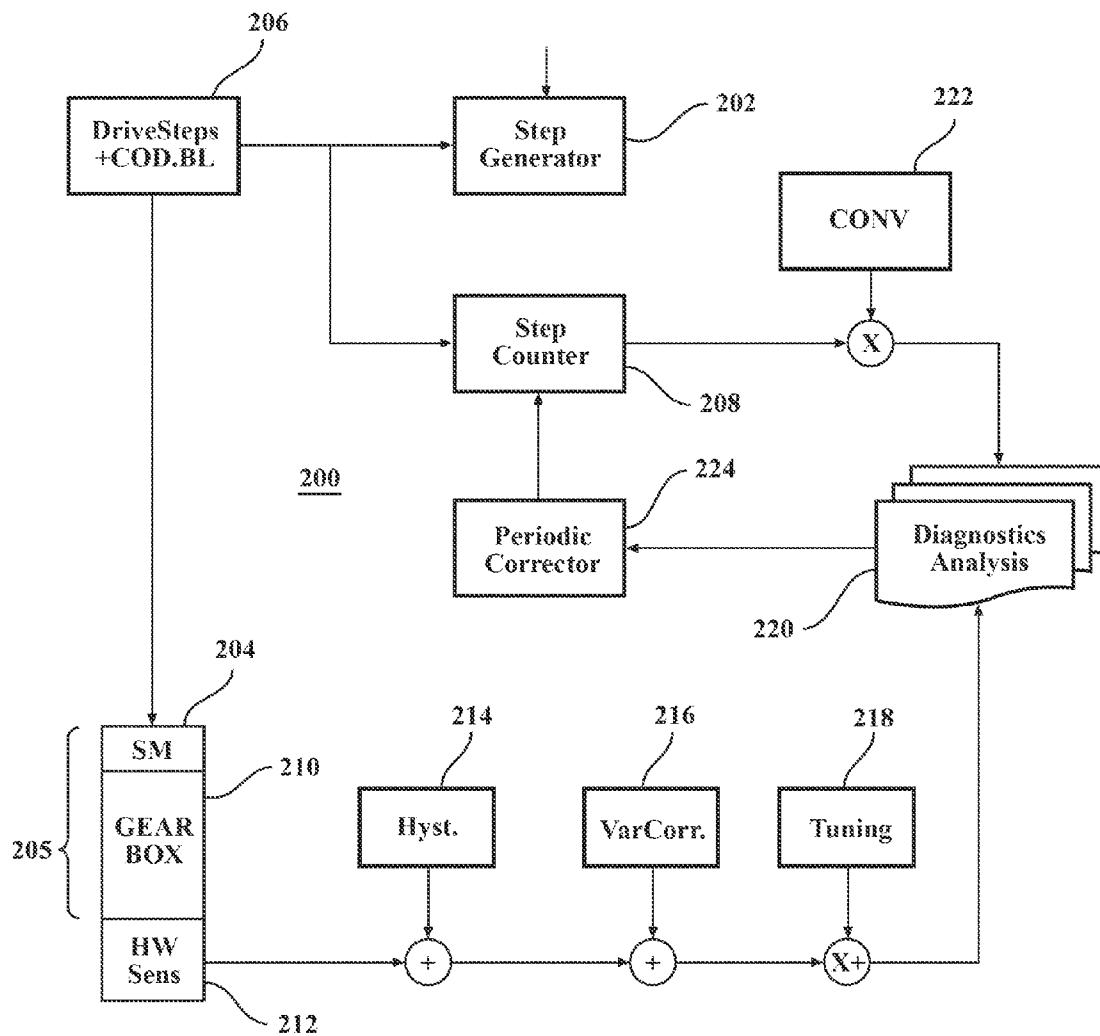 206
DriveSteps
+COD.BL
Step
Generator
202
222
CONV
Step
Counter
X
208
200
224
Periodic
Corrector
Diagnostics
Analysis
220
204
SM
210
GEAR
BOX
205
HW
Sens
212
214
Hyst.
+
216
VarCorr.
+
218
Tuning
X+